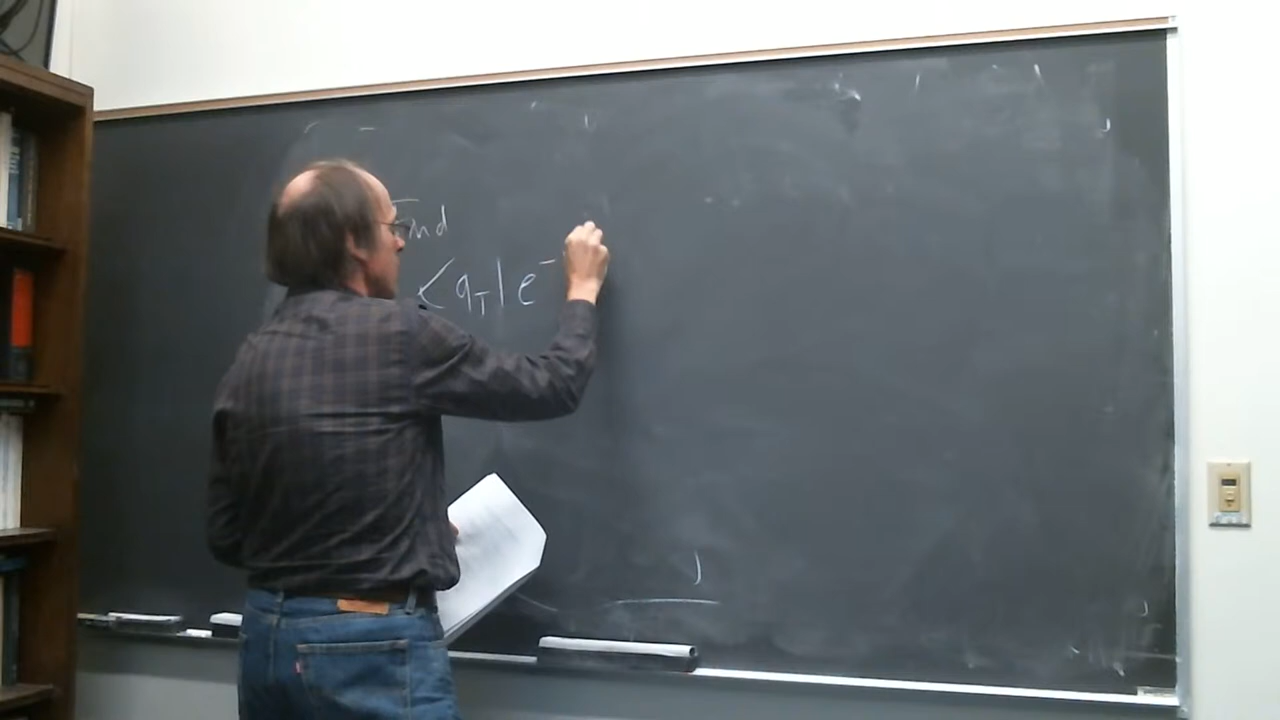 Find
< q_T | e^-